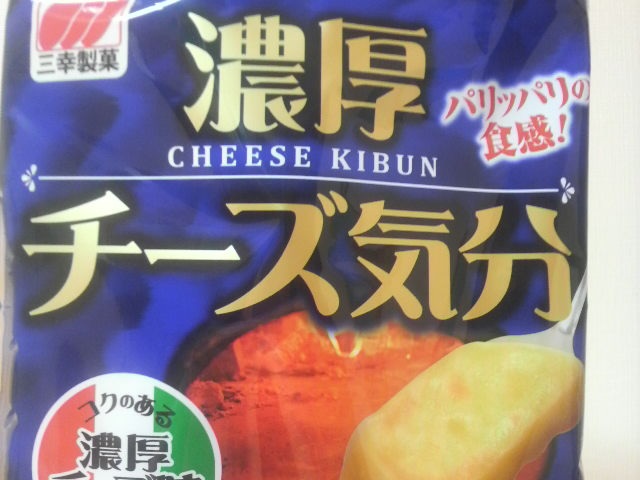 三幸製菓
濃厚
パリッパリの
食感!
CHEESE KIBUN
チーズ気分
コクのある
濃厚